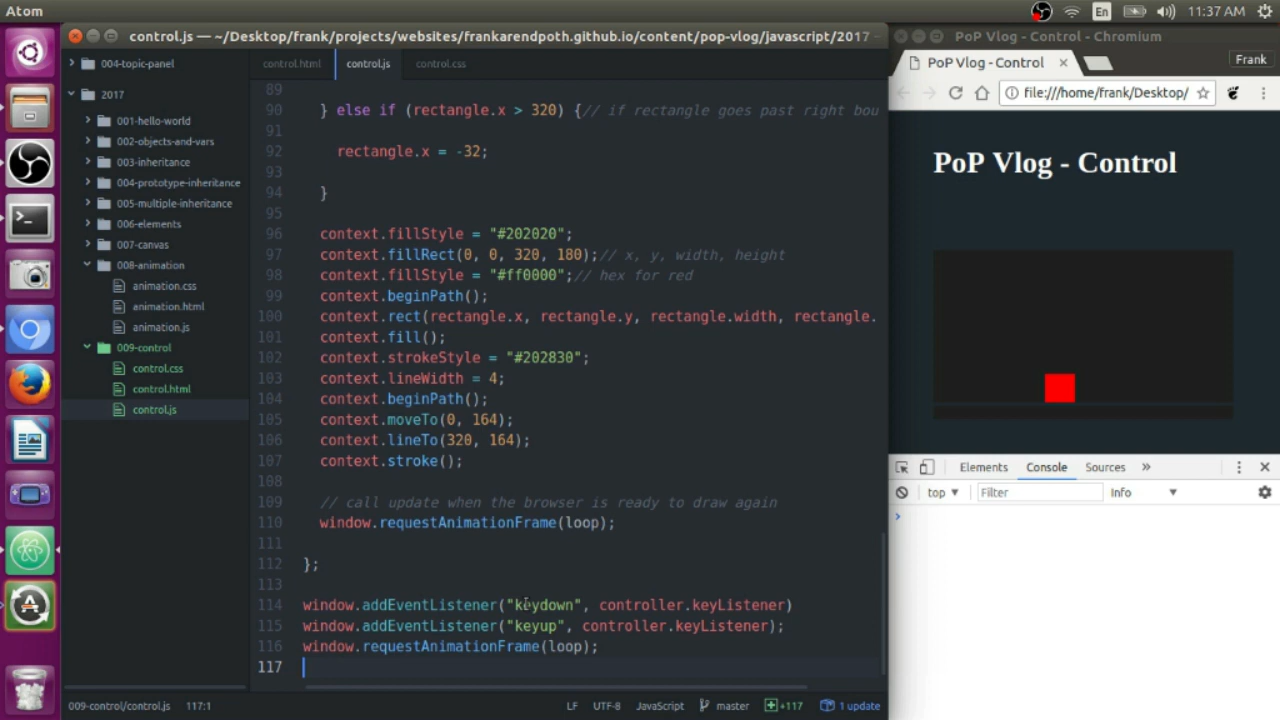 Atom
En
11:37 AM
control.js — ~/Desktop/frank/projects/websites/frankarendpoth.github.io/content/pop-vlog/javascript/2017
004-topic-panel
2017
001-hello-world
002-objects-and-vars
003-inheritance
004-prototype-inheritance
005-multiple-inheritance
006-elements
007-canvas
008-animation
animation.css
animation.html
animation.js
009-control
control.css
control.html
control.js
control.html control.js control.css
89
90 } else if (rectangle.x > 320) {// if rectangle goes past right bou
91
92 rectangle.x = -32;
93
94 }
95
96 context.fillStyle = "#202020";
97 context.fillRect(0, 0, 320, 180);// x, y, width, height
98 context.fillStyle = "#ff0000";// hex for red
99 context.beginPath();
100 context.rect(rectangle.x, rectangle.y, rectangle.width, rectangle.
101 context.fill();
102 context.strokeStyle = "#202830";
103 context.lineWidth = 4;
104 context.beginPath();
105 context.moveTo(0, 164);
106 context.lineTo(320, 164);
107 context.stroke();
108
109 // call update when the browser is ready to draw again
110 window.requestAnimationFrame(loop);
111
112 };
113
114 window.addEventListener("keydown", controller.keyListener)
115 window.addEventListener("keyup", controller.keyListener);
116 window.requestAnimationFrame(loop);
117
009-control/control.js 117:1 LF UTF-8 JavaScript master +117 1 update
PoP Vlog - Control - Chromium
PoP Vlog - Control
Frank
file:///home/frank/Desktop/
PoP Vlog - Control
Elements Console Sources »
top ▼ Filter Info ▼